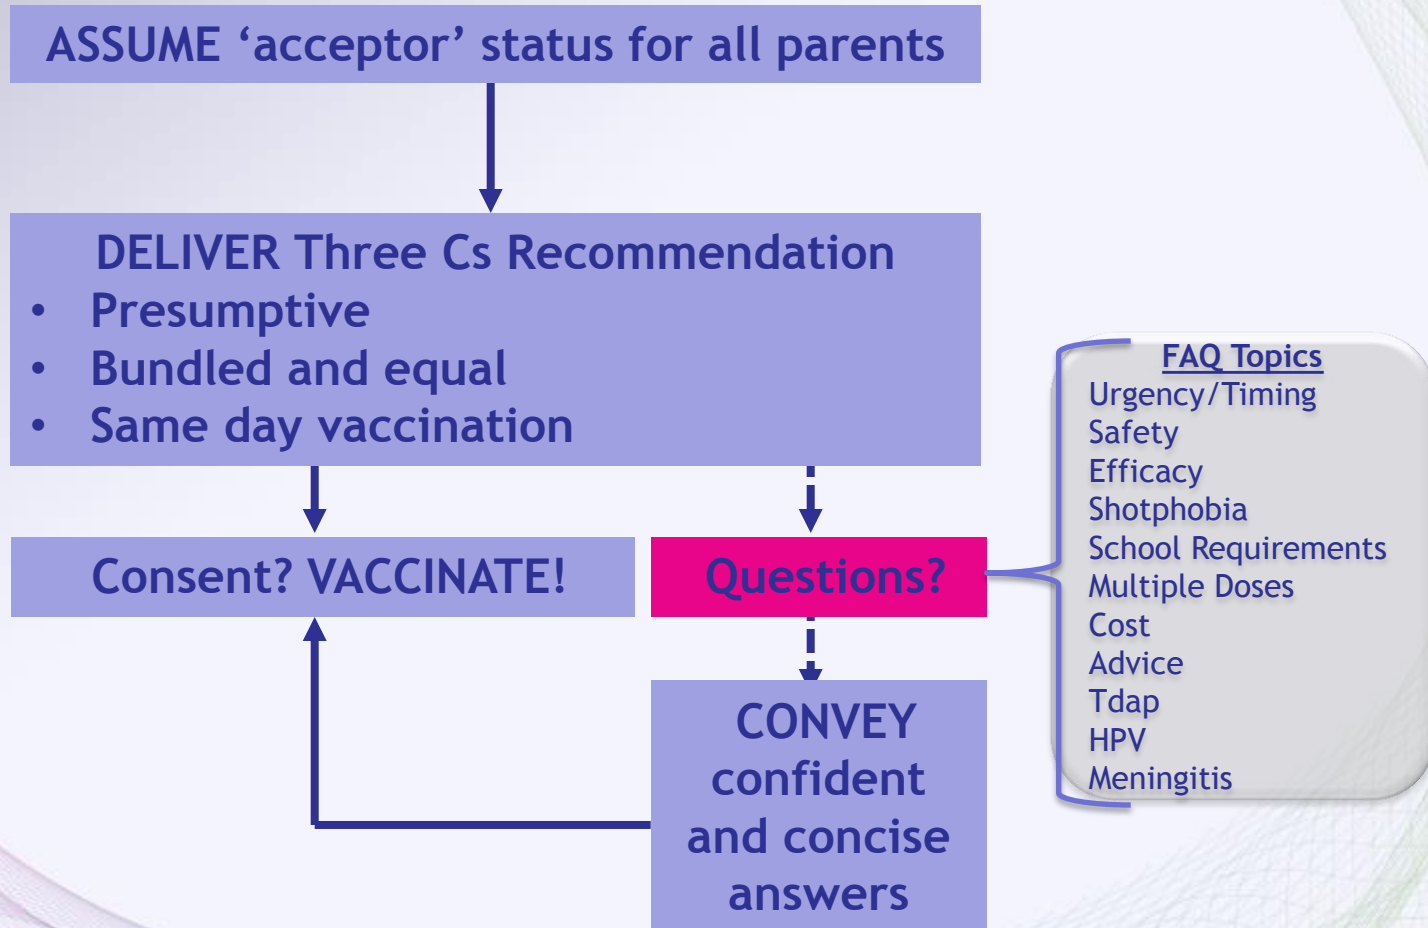 ASSUME ‘acceptor’ status for all parents
DELIVER Three Cs Recommendation
• Presumptive
• Bundled and equal
• Same day vaccination
Consent? VACCINATE!
Questions?
CONVEY
confident
and concise
answers
FAQ Topics
Urgency/Timing
Safety
Efficacy
Shotphobia
School Requirements
Multiple Doses
Cost
Advice
Tdap
HPV
Meningitis